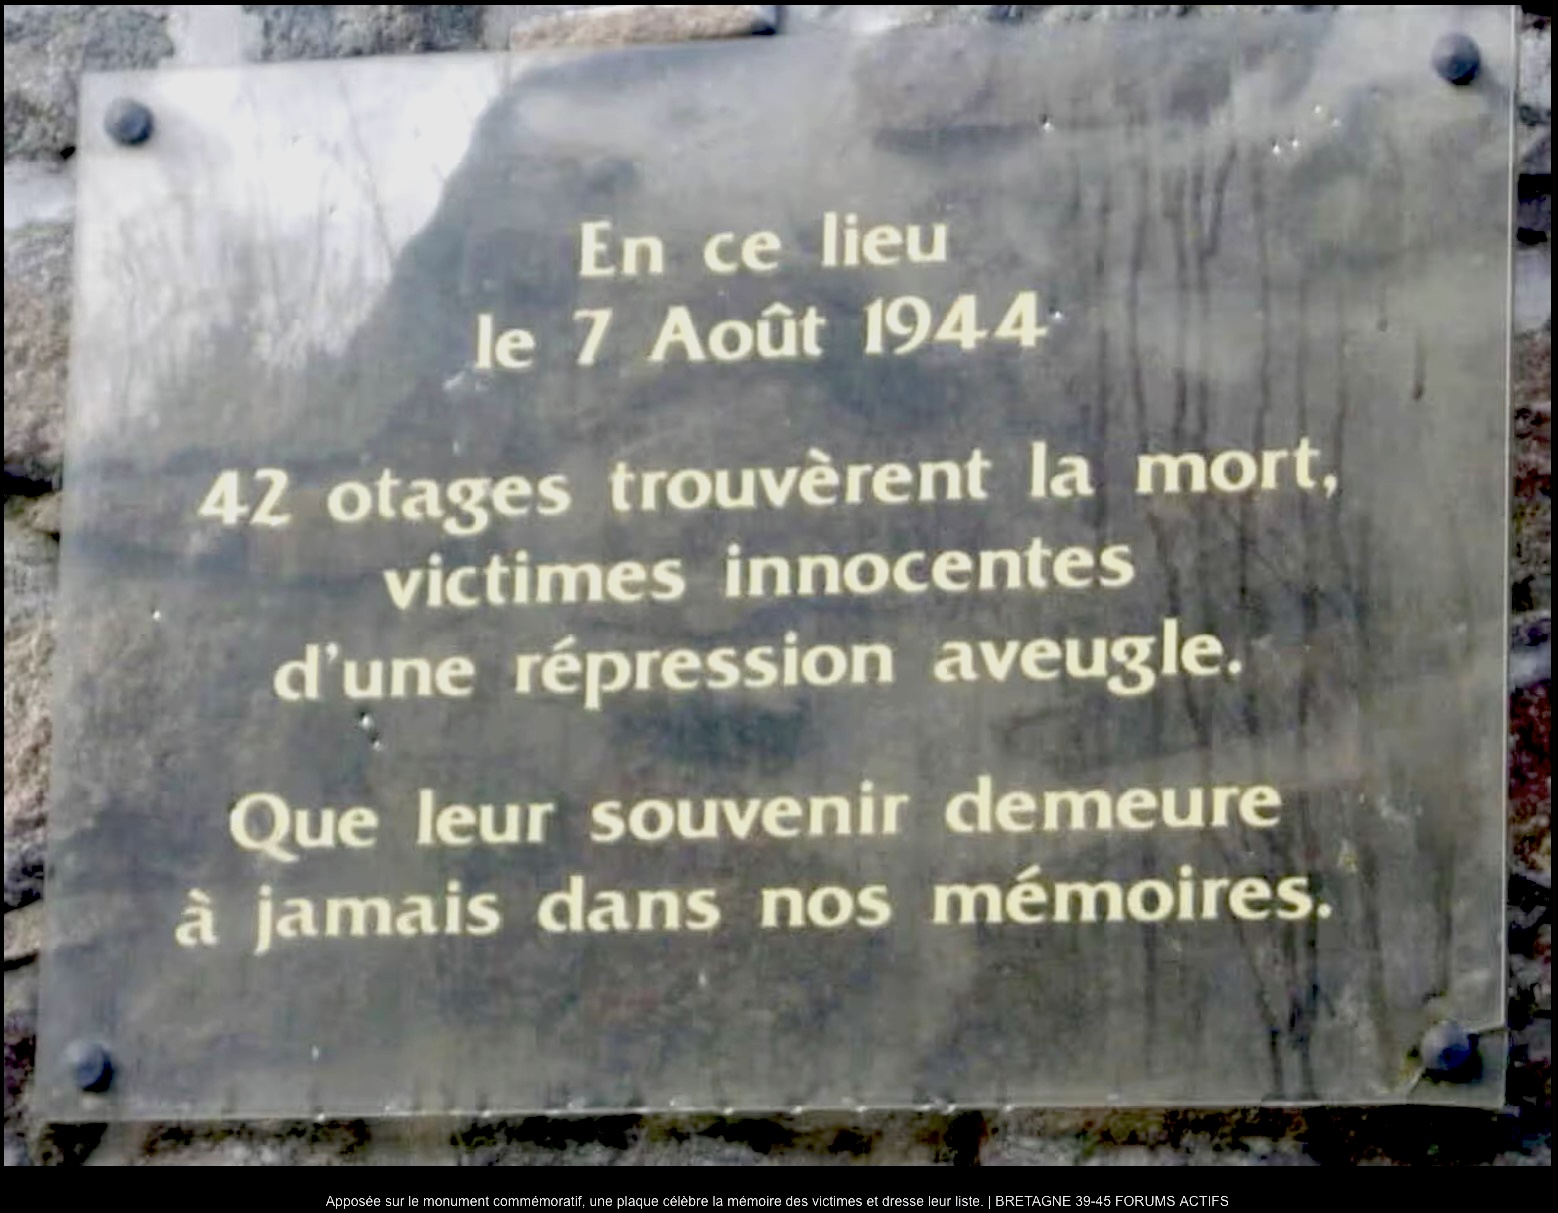 En ce lieu
le 7 Août 1944
42 otages trouvèrent la mort,
victimes innocentes
d'une répression aveugle.
Que leur souvenir demeure
à jamais dans nos mémoires.
Apposée sur le monument commémoratif, une plaque célèbre la mémoire des victimes et dresse leur liste. | BRETAGNE 39-45 FORUMS ACTIFS